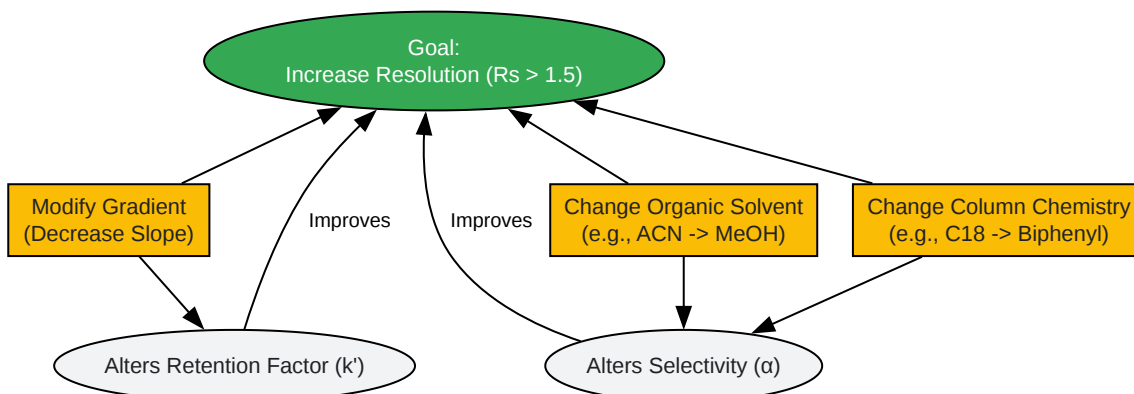 Goal:
Increase Resolution (Rs > 1.5)
Modify Gradient
(Decrease Slope)
Improves
Improves
Change Organic Solvent
(e.g., ACN -> MeOH)
Change Column Chemistry
(e.g., C18 -> Biphenyl)
Alters Retention Factor (k')
Alters Selectivity (α)